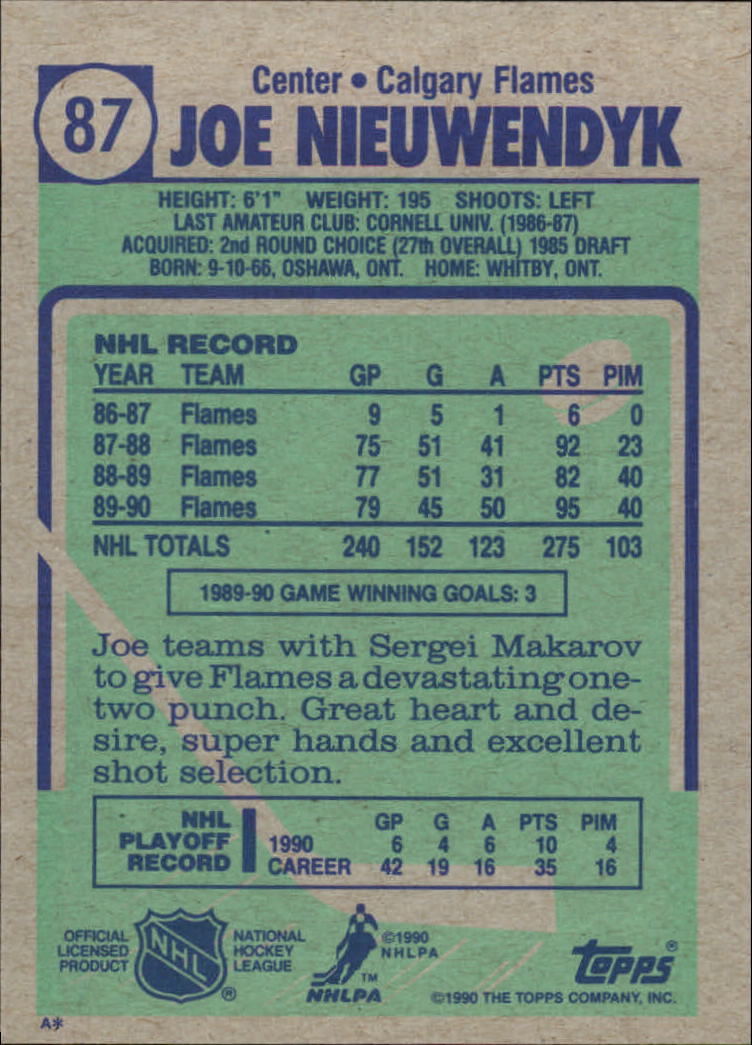 87
Center • Calgary Flames
JOE NIEUWENDYK
HEIGHT: 6'1" WEIGHT: 195 SHOOTS: LEFT
LAST AMATEUR CLUB: CORNELL UNIV. (1986-87)
ACQUIRED: 2nd ROUND CHOICE (27th OVERALL) 1985 DRAFT
BORN: 9-10-66, OSHAWA, ONT. HOME: WHITBY, ONT.
NHL RECORD
YEAR TEAM GP G A PTS PIM
86-87 Flames 9 5 1 6 0
87-88 Flames 75 51 41 92 23
88-89 Flames 77 51 31 82 40
89-90 Flames 79 45 50 95 40
NHL TOTALS 240 152 123 275 103
1989-90 GAME WINNING GOALS: 3
Joe teams with Sergei Makarov
to give Flames a devastating one-
two punch. Great heart and de-
sire, super hands and excellent
shot selection.
NHL PLAYOFF RECORD
GP G A PTS PIM
1990 6 4 6 10 4
CAREER 42 19 16 35 16
OFFICIAL
LICENSED
PRODUCT
NHL ®
NATIONAL
HOCKEY
LEAGUE
TM
NHLPA
©1990
NHLPA
TOPPS®
©1990 THE TOPPS COMPANY, INC.
A*